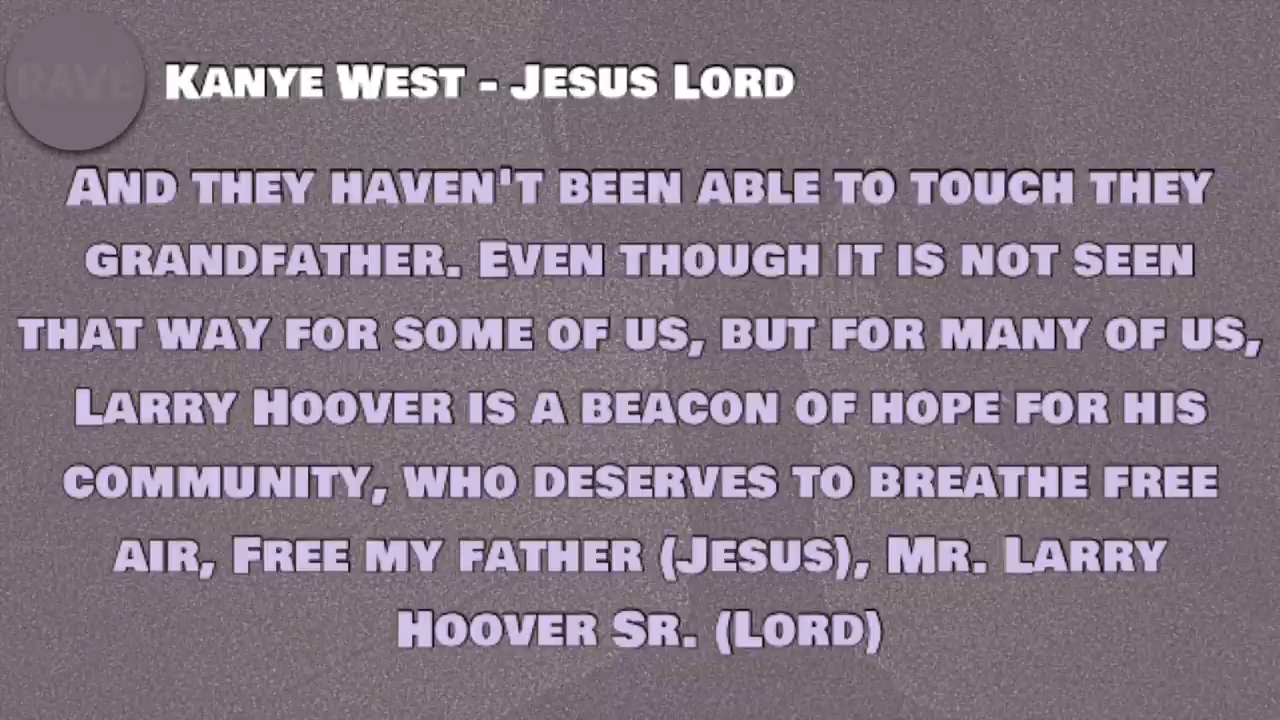 RAVE
Kanye West - Jesus Lord
And they haven't been able to touch they
grandfather. Even though it is not seen
that way for some of us, but for many of us,
Larry Hoover is a beacon of hope for his
community, who deserves to breathe free
air, Free my father (Jesus), Mr. Larry
Hoover Sr. (Lord)